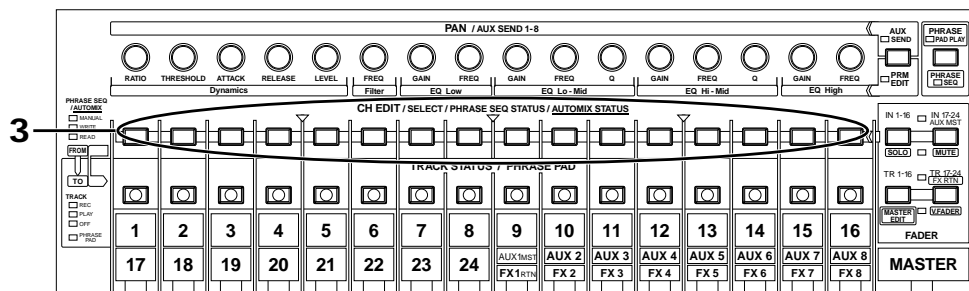 PAN / AUX SEND 1-8
AUX SEND
PHRASE PAD PLAY
RATIO THRESHOLD ATTACK RELEASE LEVEL FREQ GAIN FREQ GAIN FREQ Q GAIN FREQ Q GAIN FREQ
PRM EDIT
PHRASE SEQ
Dynamics Filter EQ Low EQ Lo - Mid EQ Hi - Mid EQ High
PHRASE SEQ /AUTOMIX
MANUAL
WRITE
READ
FROM
TO
CH EDIT / SELECT / PHRASE SEQ STATUS / AUTOMIX STATUS
3
IN 1-16 IN 17-24 AUX MST
SOLO MUTE
TRACK STATUS / PHRASE PAD
TR 1-16 TR 17-24 FX RTN
TRACK
REC
PLAY
OFF
PHRASE PAD
MASTER EDIT V.FADER
FADER
1 2 3 4 5 6 7 8 9 10 11 12 13 14 15 16
17 18 19 20 21 22 23 24 AUX1MST AUX 2 AUX 3 AUX 4 AUX 5 AUX 6 AUX 7 AUX 8 MASTER
FX1RTN FX 2 FX 3 FX 4 FX 5 FX 6 FX 7 FX 8